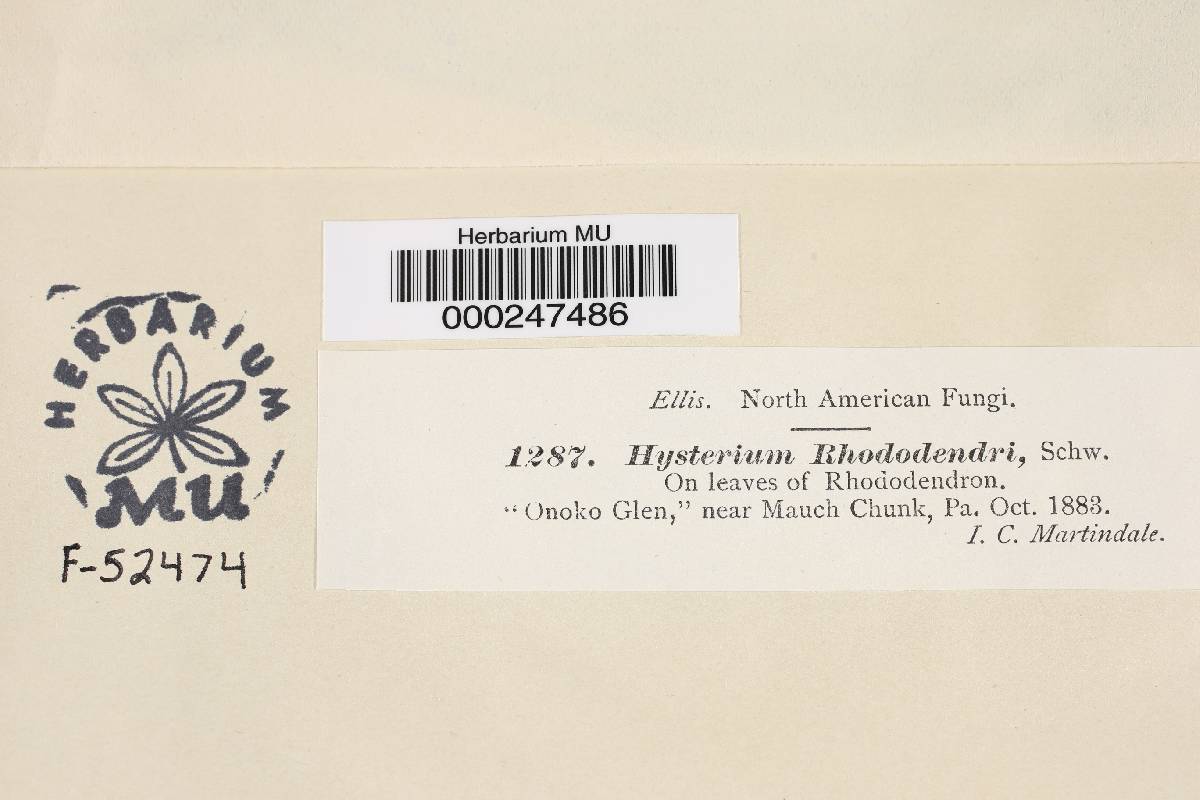 Herbarium MU
000247486
HERBARIUM
MU
F-52474
Ellis. North American Fungi.
1287. Hysterium Rhododendri, Schw.
On leaves of Rhododendron.
"Onoko Glen," near Mauch Chunk, Pa. Oct. 1883.
I. C. Martindale.